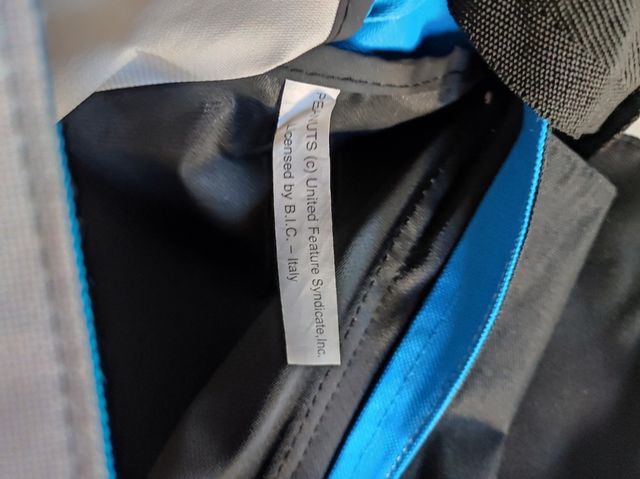 PEANUTS (c) United Feature Syndicate,Inc.
Licensed by B.I.C. – Italy